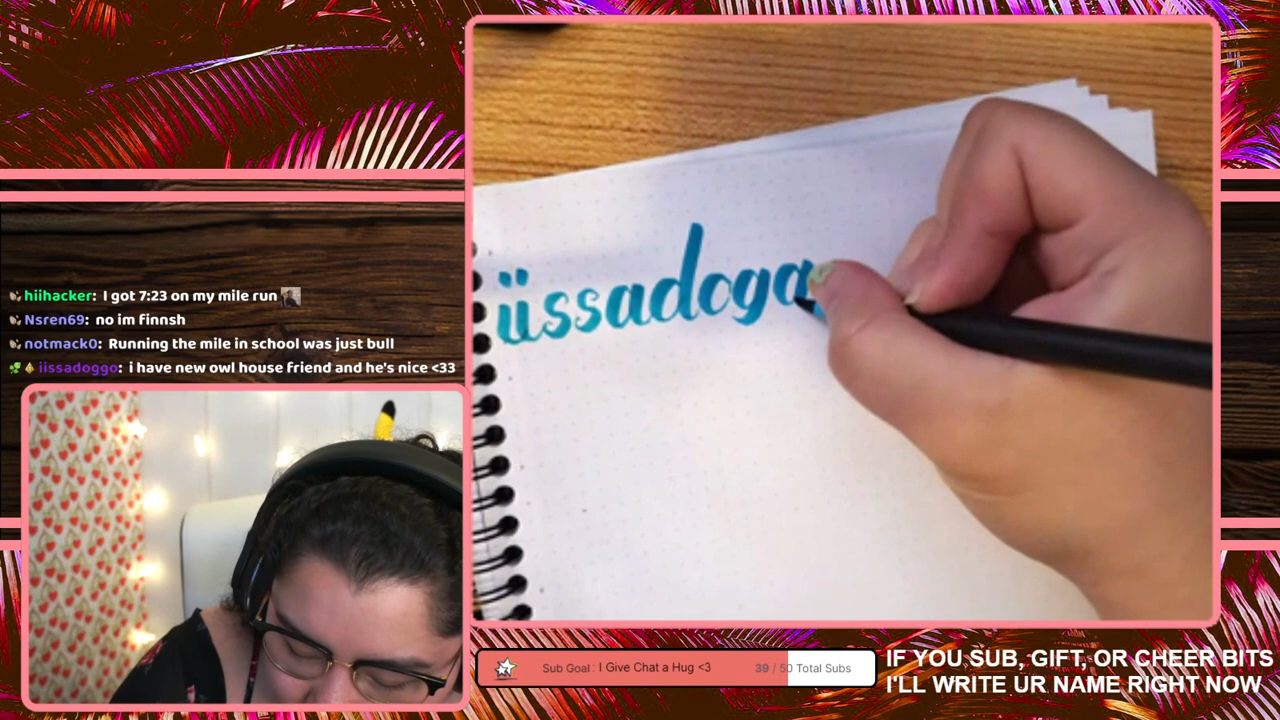 hiihacker: I got 7:23 on my mile run
Nsren69: no im finnsh
notmack0: Running the mile in school was just bull
iissadoggo: i have new owl house friend and he's nice <33
iissadogg
Sub Goal: I Give Chat a Hug <3 39 / 50 Total Subs
IF YOU SUB, GIFT, OR CHEER BITS
I'LL WRITE UR NAME RIGHT NOW